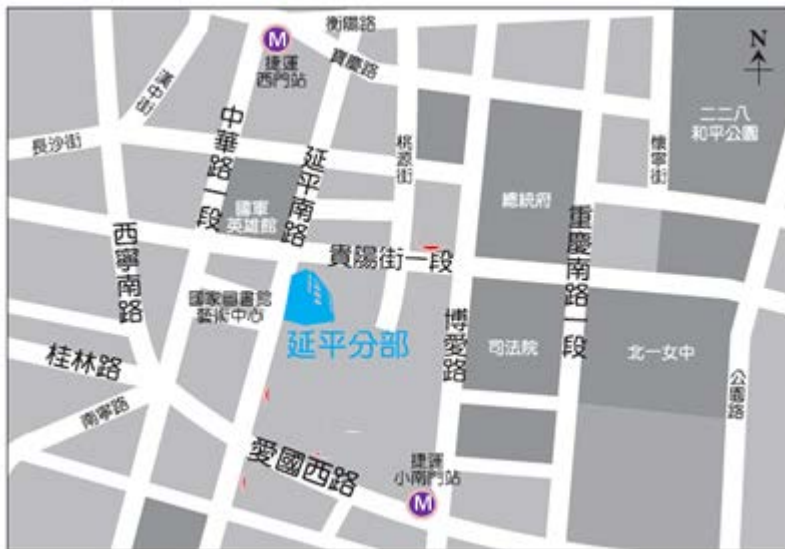 衡陽路
M
捷運
西門站
寶慶路
N
漢中街
二二八
和平公園
長沙街
中華路一段
延平南路
桃源街
懷寧街
國軍
英雄館
總統府
重慶南路一段
西寧南路
貴陽街一段
國家圖書館
藝術中心
延平分部
博愛路
司法院
北一女中
桂林路
南寧路
公園路
愛國西路
捷運
小南門站
M